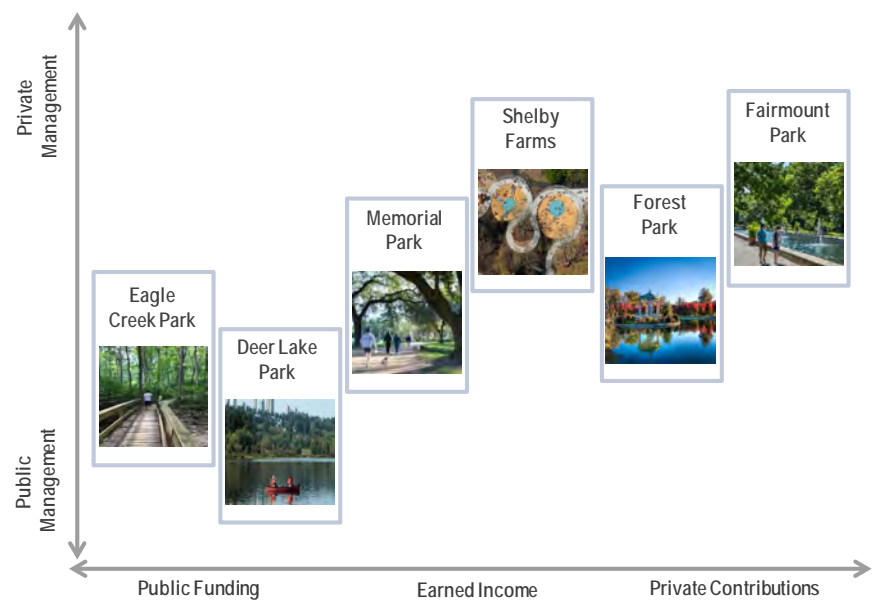 Private
Management
Public
Management
Eagle
Creek Park
Deer Lake
Park
Memorial
Park
Shelby
Farms
Forest
Park
Fairmount
Park
Public Funding
Earned Income
Private Contributions